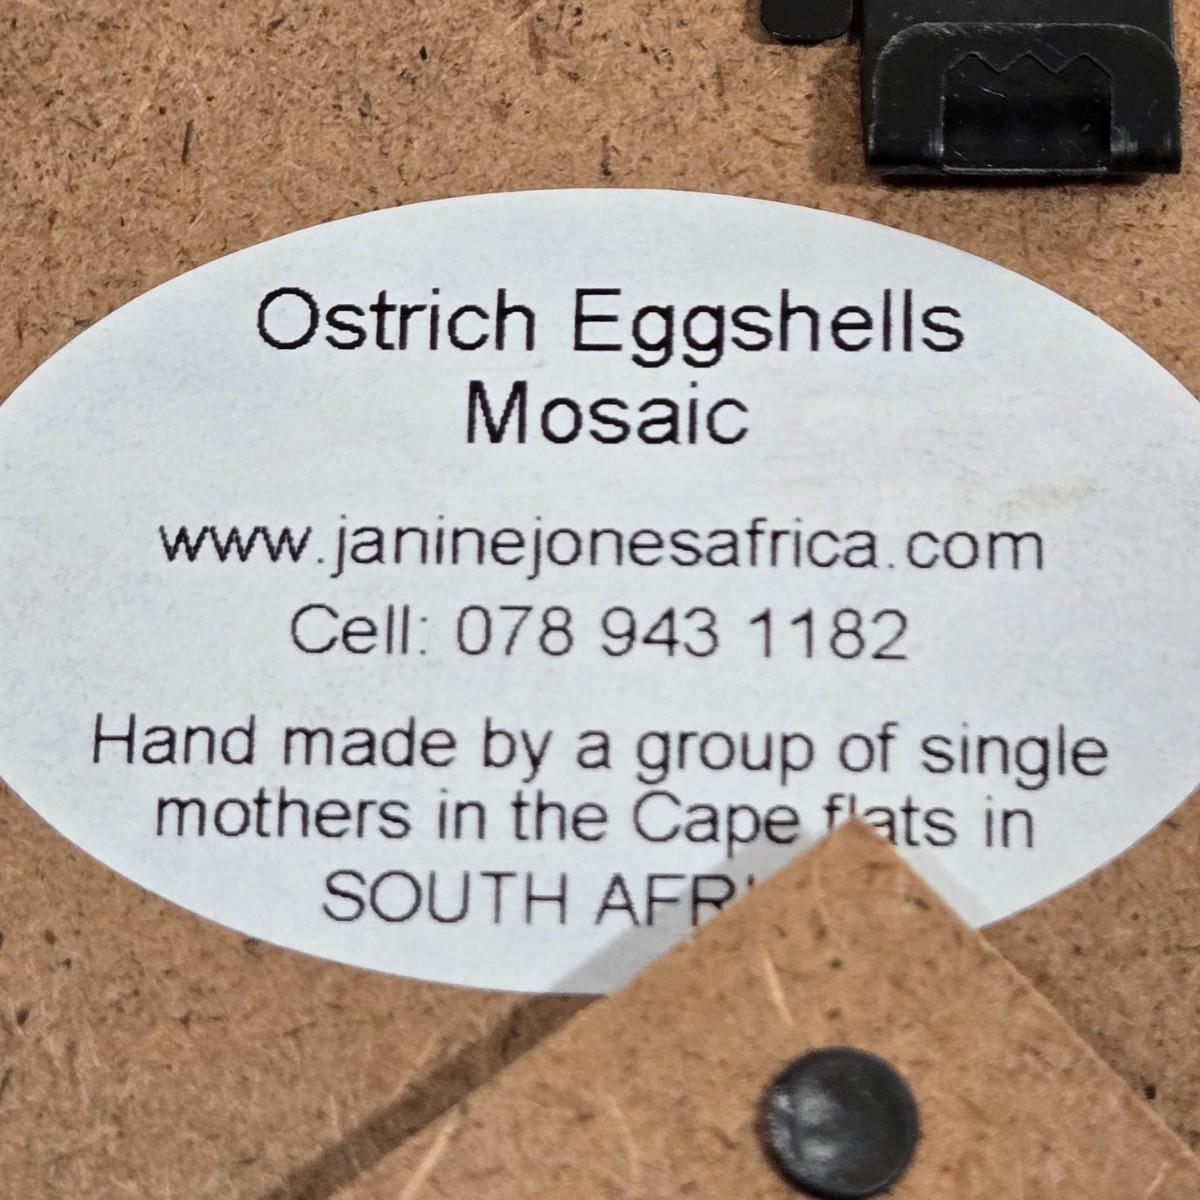 Ostrich Eggshells
Mosaic
www.janinejonesafrica.com
Cell: 078 943 1182
Hand made by a group of single
mothers in the Cape flats in
SOUTH